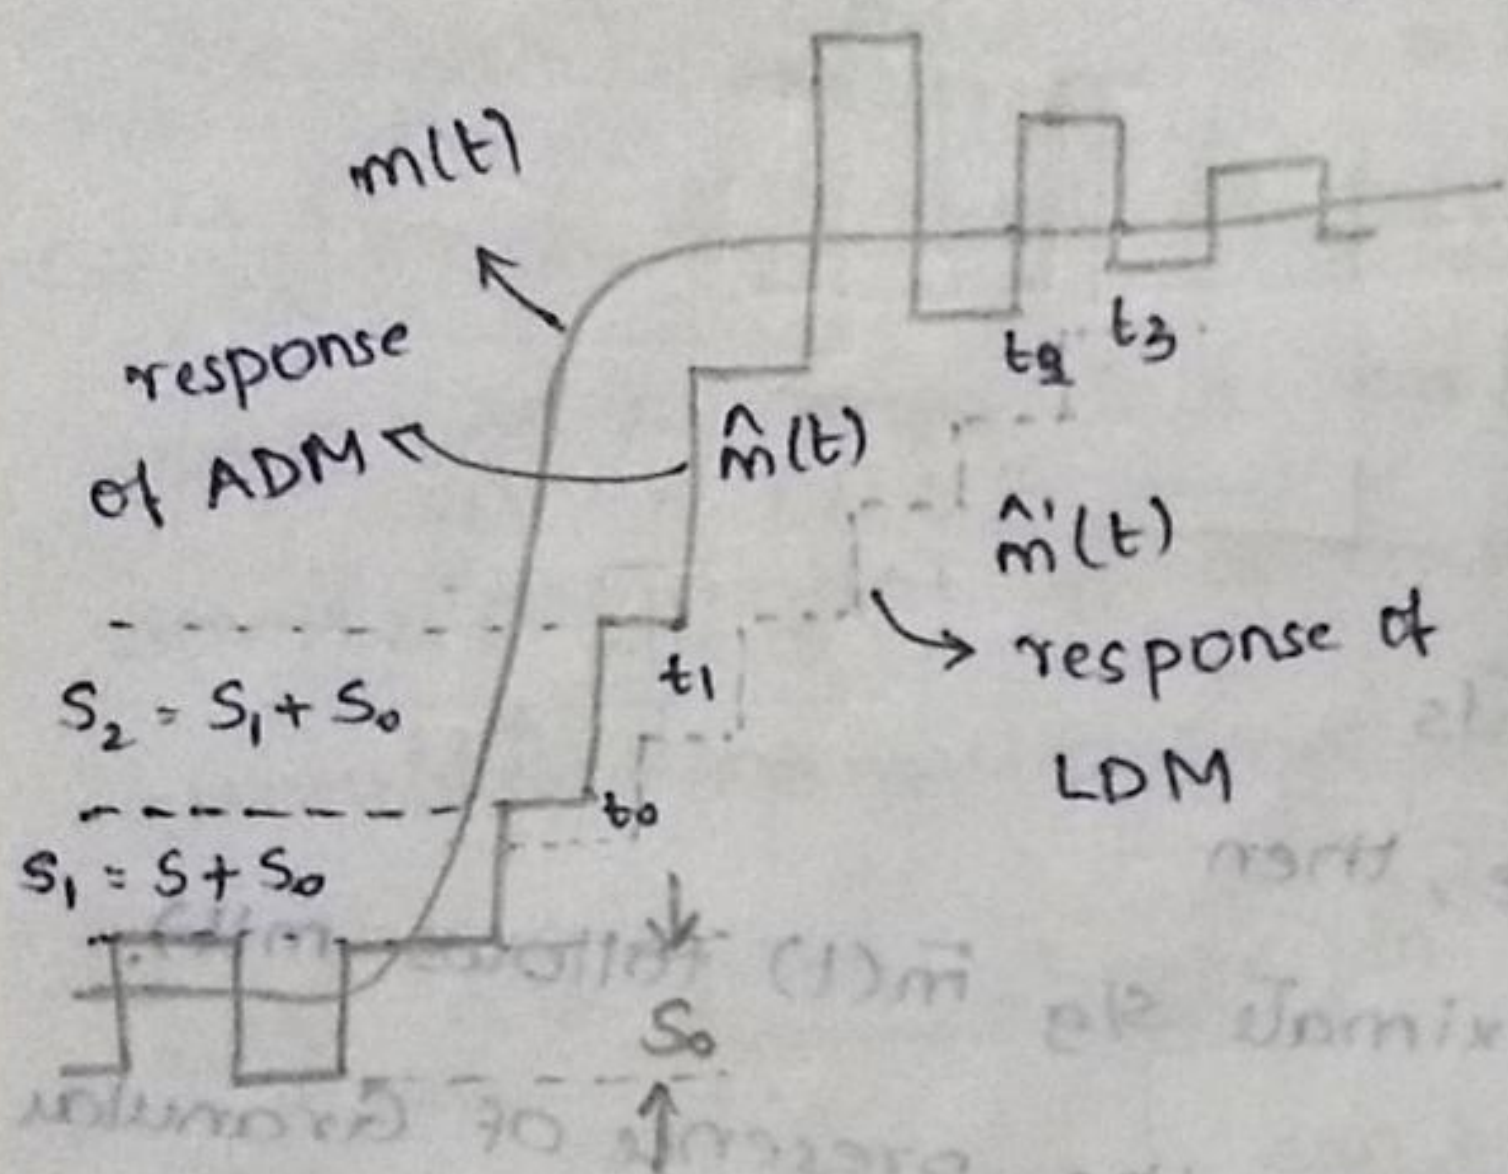 m(t)
response
of ADM
m̂(t)
t2 t3
m̂'(t)
response of
LDM
t1
S2 = S1 + S0
t0
S1 = S + S0
S0